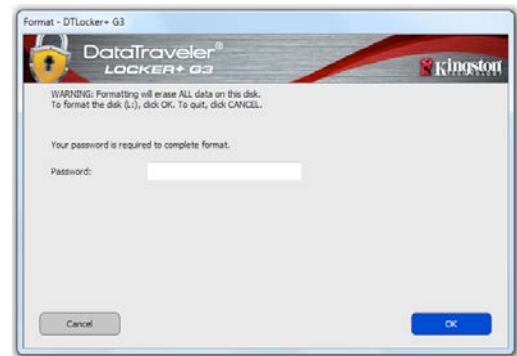 Format - DTLocker+ G3
DataTraveler®
LOCKER+ G3
Kingston
WARNING: Formatting will erase ALL data on this disk.
To format the disk (L:), click OK. To quit, click CANCEL.
Your password is required to complete format.
Password:
Cancel
OK